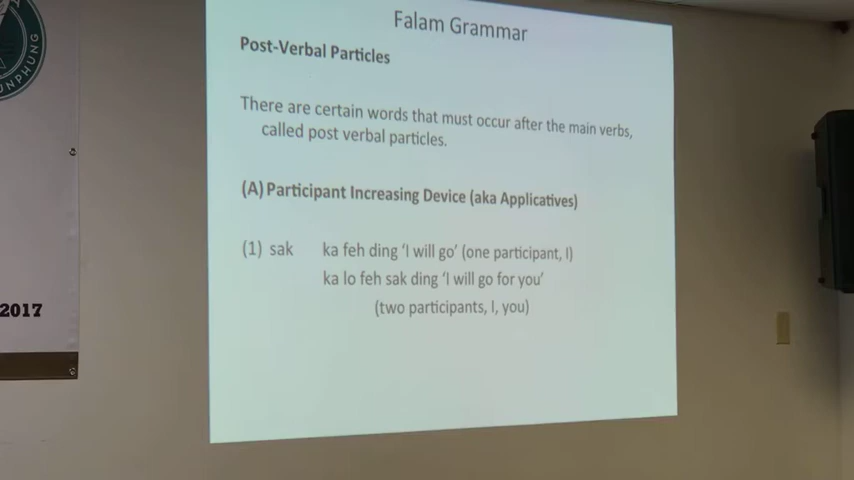 Falam Grammar
Post-Verbal Particles
There are certain words that must occur after the main verbs,
called post verbal particles.
(A) Participant Increasing Device (aka Applicatives)
(1) sak ka feh ding ‘I will go’ (one participant, I)
ka lo feh sak ding ‘I will go for you’
(two participants, I, you)
2017